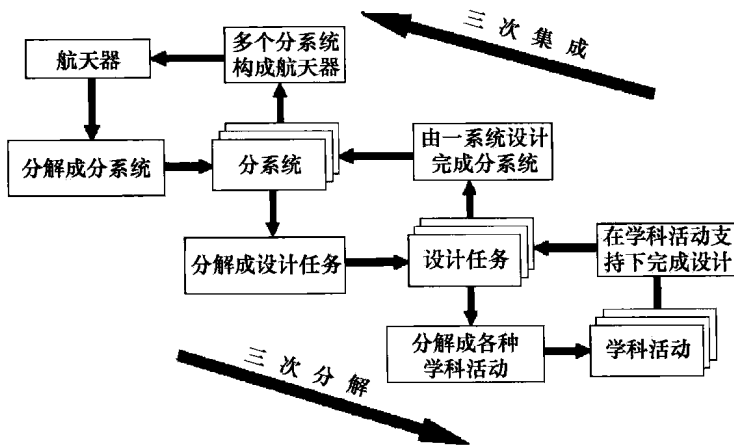 三次集成
航天器
多个分系统
构成航天器
分解成分系统
分系统
由一系统设计
完成分系统
分解成设计任务
设计任务
在学科活动支
持下完成设计
分解成各种
学科活动
学科活动
三次分解